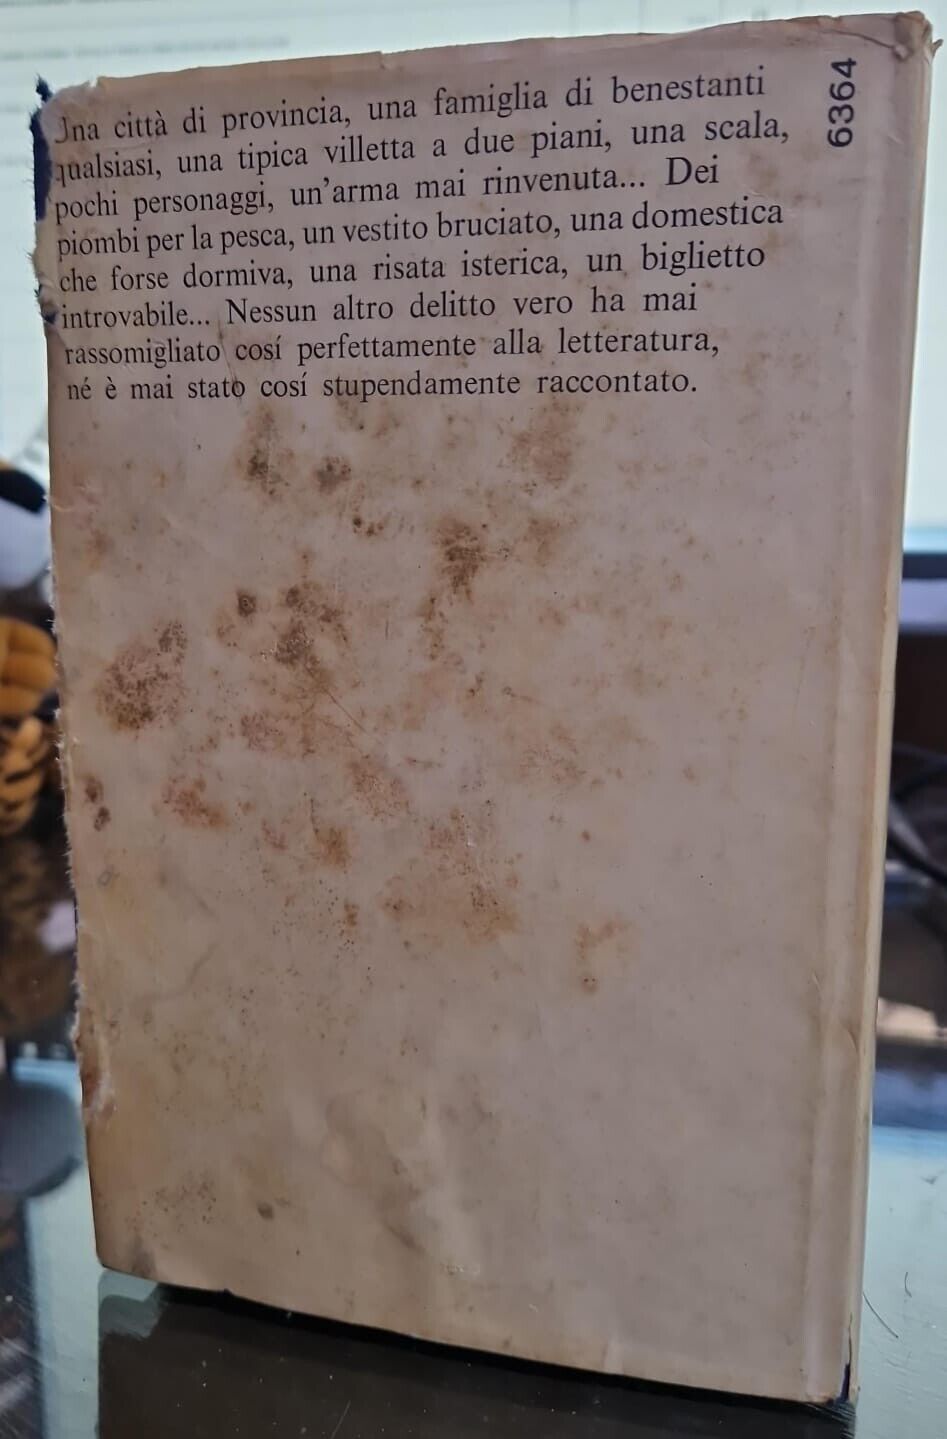 Una città di provincia, una famiglia di benestanti
qualsiasi, una tipica villetta a due piani, una scala,
pochi personaggi, un'arma mai rinvenuta... Dei
piombi per la pesca, un vestito bruciato, una domestica
che forse dormiva, una risata isterica, un biglietto
introvabile... Nessun altro delitto vero ha mai
rassomigliato cosí perfettamente alla letteratura,
né è mai stato cosí stupendamente raccontato.
6364